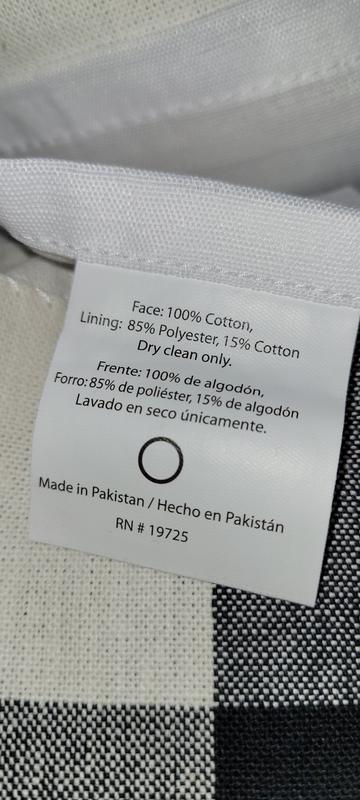 Face: 100% Cotton,
Lining: 85% Polyester, 15% Cotton
Dry clean only.
Frente: 100% de algodón,
Forro: 85% de poliéster, 15% de algodón
Lavado en seco únicamente.
Made in Pakistan / Hecho en Pakistán
RN # 19725